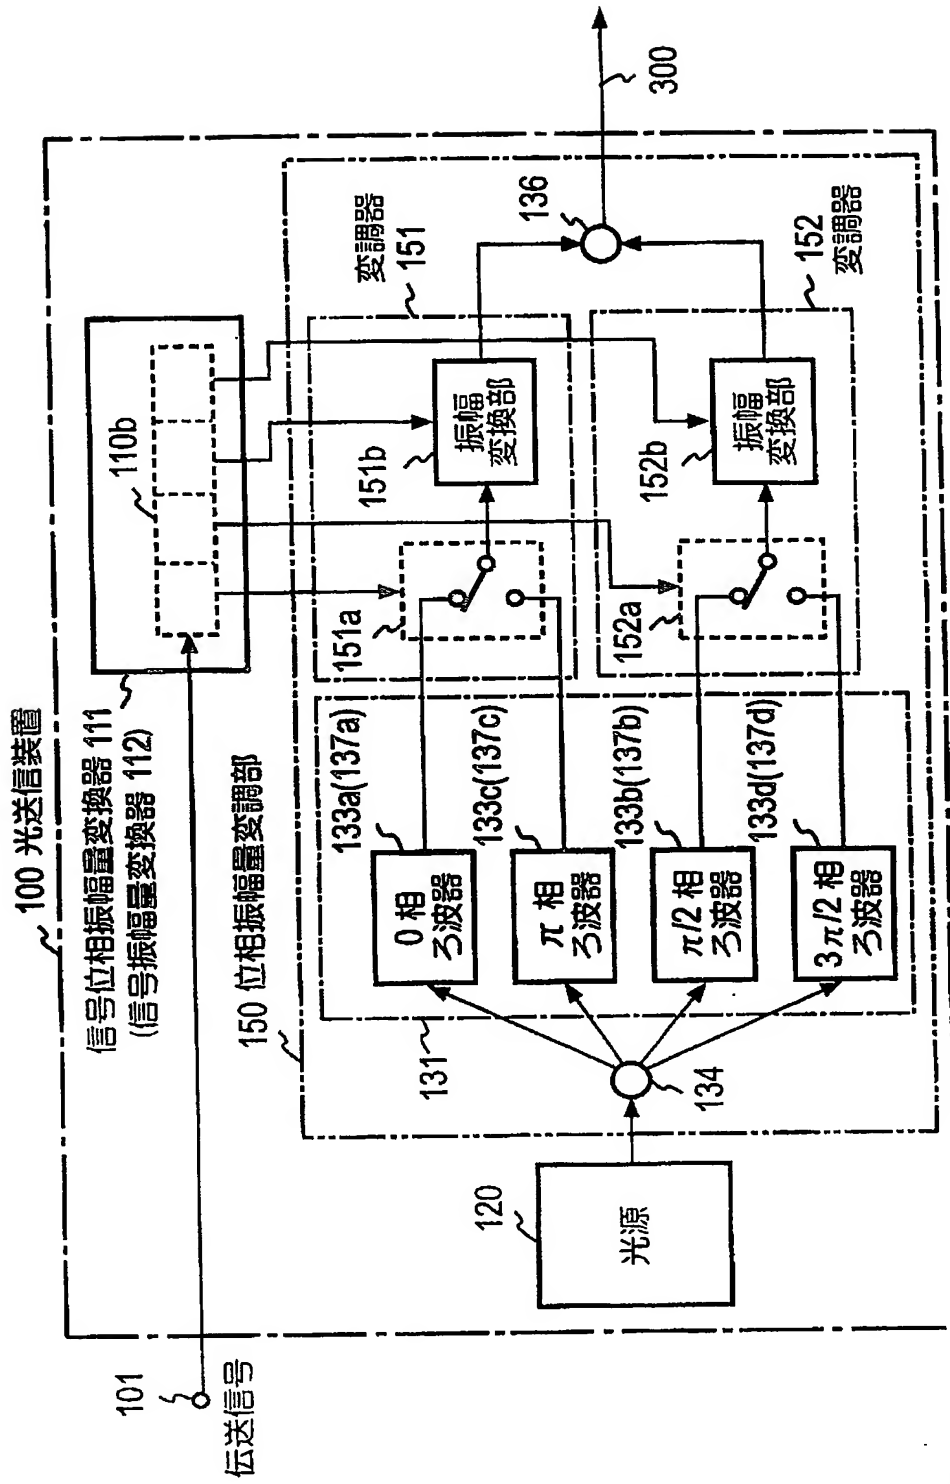 100 光送信装置
信号位相振幅量変換器 111
(信号振幅量変換器 112)
110b
101
伝送信号
150 位相振幅量変調部
変調器
151
136
300
151b
振幅
変換部
151a
152b
振幅
変換部
152a
152
変調器
131
133a(137a)
0 相
ろ波器
133c(137c)
π 相
ろ波器
133b(137b)
π/2 相
ろ波器
133d(137d)
3π/2 相
ろ波器
134
120
光源